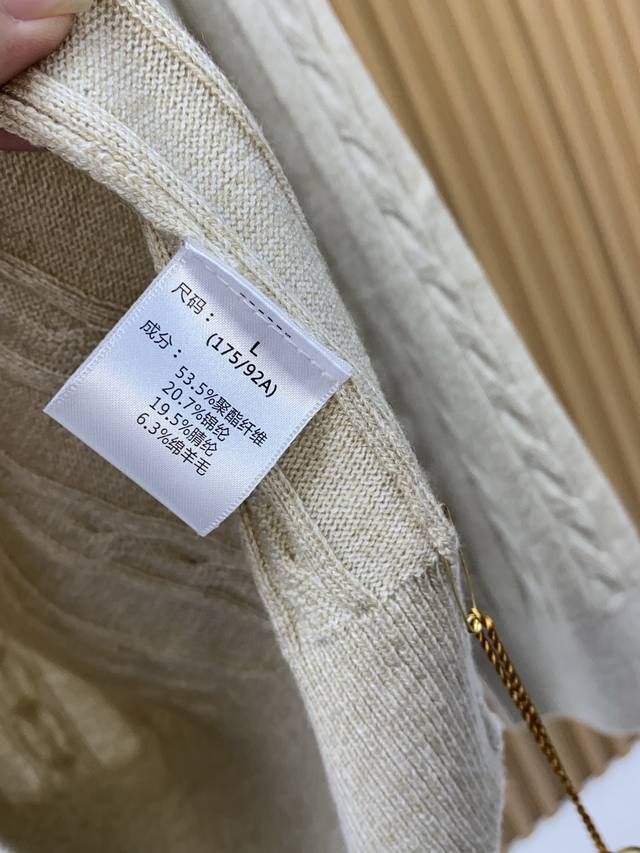 尺码： L
(175/92A)
成分：
53.5%聚酯纤维
20.7%锦纶
19.5%腈纶
6.3%绵羊毛